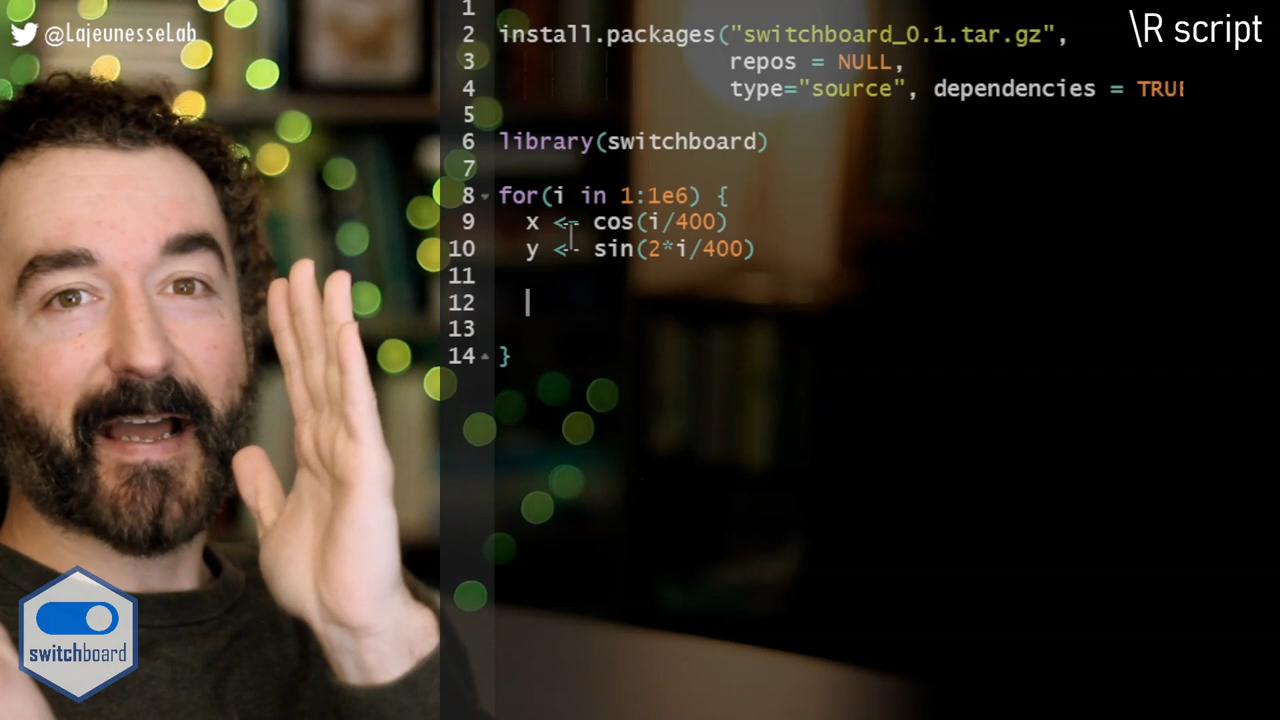 @LajeunesseLab
\R script
1
2 install.packages("switchboard_0.1.tar.gz",
3 repos = NULL,
4 type="source", dependencies = TRUE
5
6 library(switchboard)
7
8 for(i in 1:1e6) {
9 x <- cos(i/400)
10 y <- sin(2*i/400)
11
12
13
14 }
switchboard